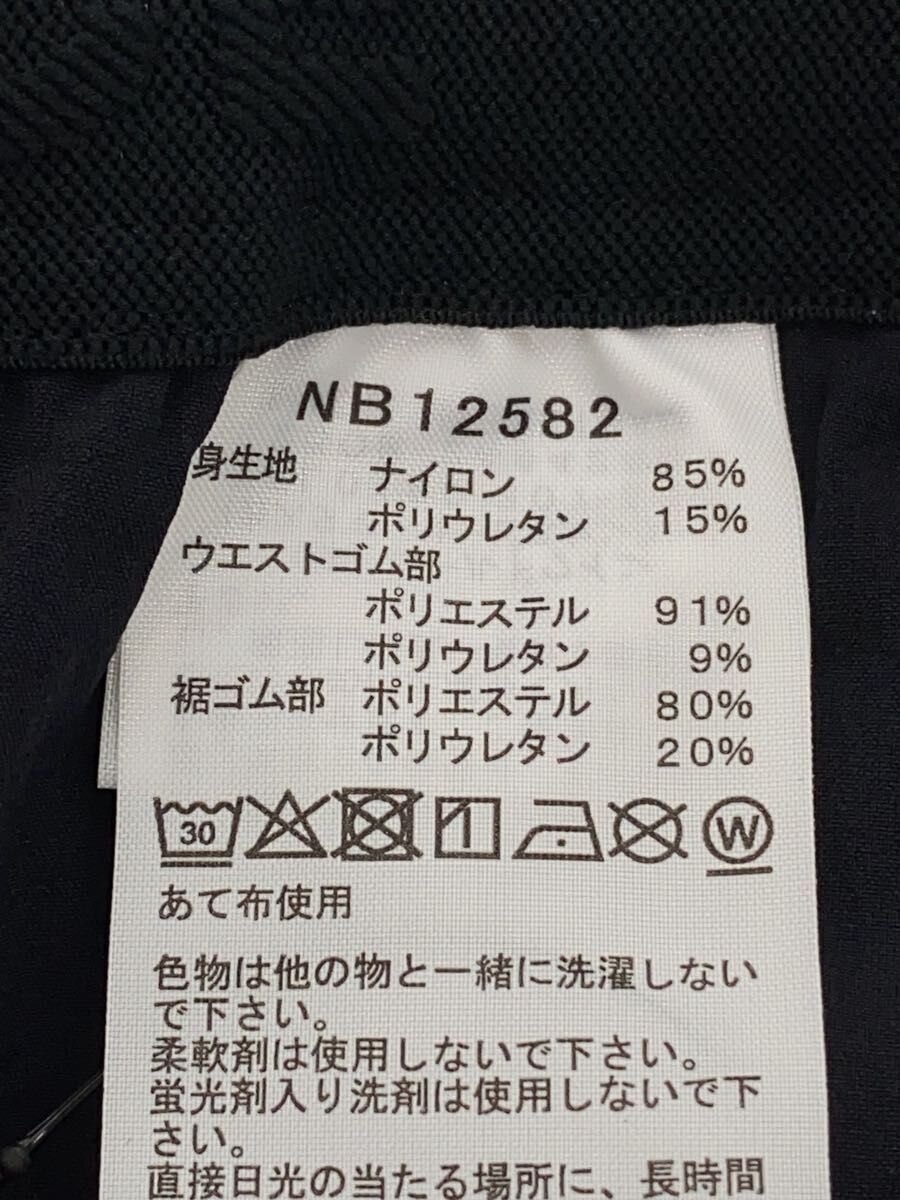 NB12582
身生地 ナイロン 85%
ポリウレタン 15%
ウエストゴム部
ポリエステル 91%
ポリウレタン 9%
裾ゴム部 ポリエステル 80%
ポリウレタン 20%
30 W
あて布使用
色物は他の物と一緒に洗濯しない
で下さい。
柔軟剤は使用しないで下さい。
蛍光剤入り洗剤は使用しないで下
さい。
直接日光の当たる場所に、長時間